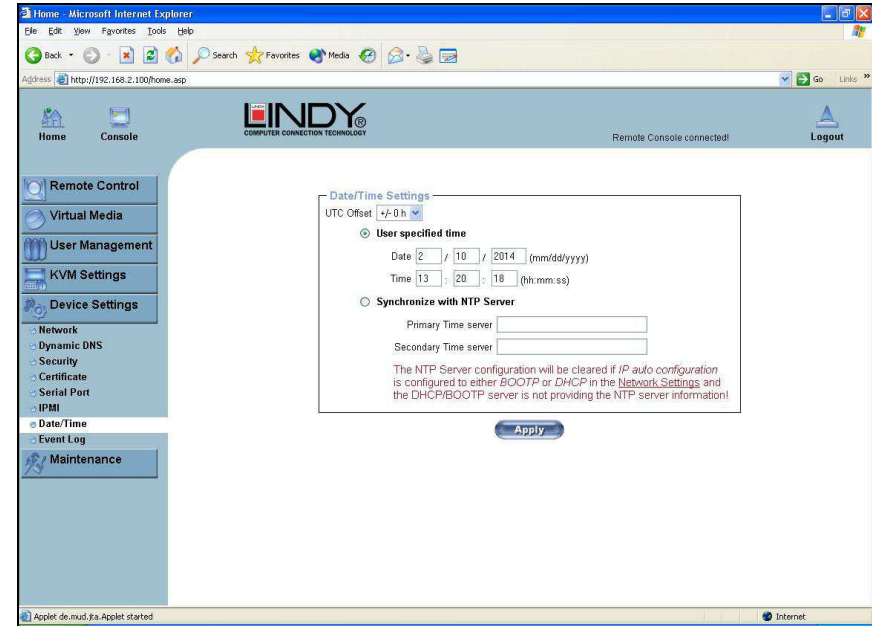 Home - Microsoft Internet Explorer
File Edit View Favorites Tools Help
Back Search Favorites Media
Address http://192.168.2.100/home.asp Go Links »
LINDY
LINDY®
COMPUTER CONNECTION TECHNOLOGY
Home Console Remote Console connected! Logout
Remote Control
Virtual Media
User Management
KVM Settings
Device Settings
Network
Dynamic DNS
Security
Certificate
Serial Port
IPMI
Date/Time
Event Log
Maintenance
Date/Time Settings
UTC Offset +/- 0 h
User specified time
Date 2 / 10 / 2014 (mm/dd/yyyy)
Time 13 : 20 : 18 (hh:mm:ss)
Synchronize with NTP Server
Primary Time server
Secondary Time server
The NTP Server configuration will be cleared if IP auto configuration
is configured to either BOOTP or DHCP in the Network Settings and
the DHCP/BOOTP server is not providing the NTP server information!
Apply
Applet de.mud.jta.Applet started Internet